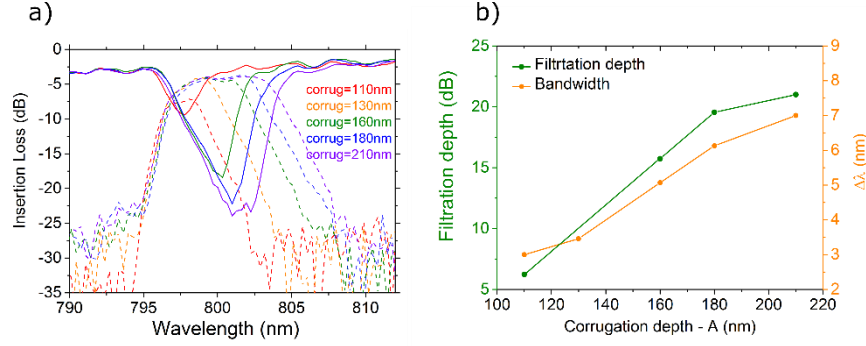 a)
0
-5
-10
-15
-20
-25
-30
-35
Insertion Loss (dB)
corrug=110nm
corrug=130nm
corrug=160nm
corrug=180nm
corrug=210nm
790 795 800 805 810
Wavelength (nm)
b)
25
20
15
10
5
Filtration depth (dB)
Filtrtation depth
Bandwidth
9
8
7
6
5
4
3
2
Δλ (nm)
100 120 140 160 180 200 220
Corrugation depth - A (nm)